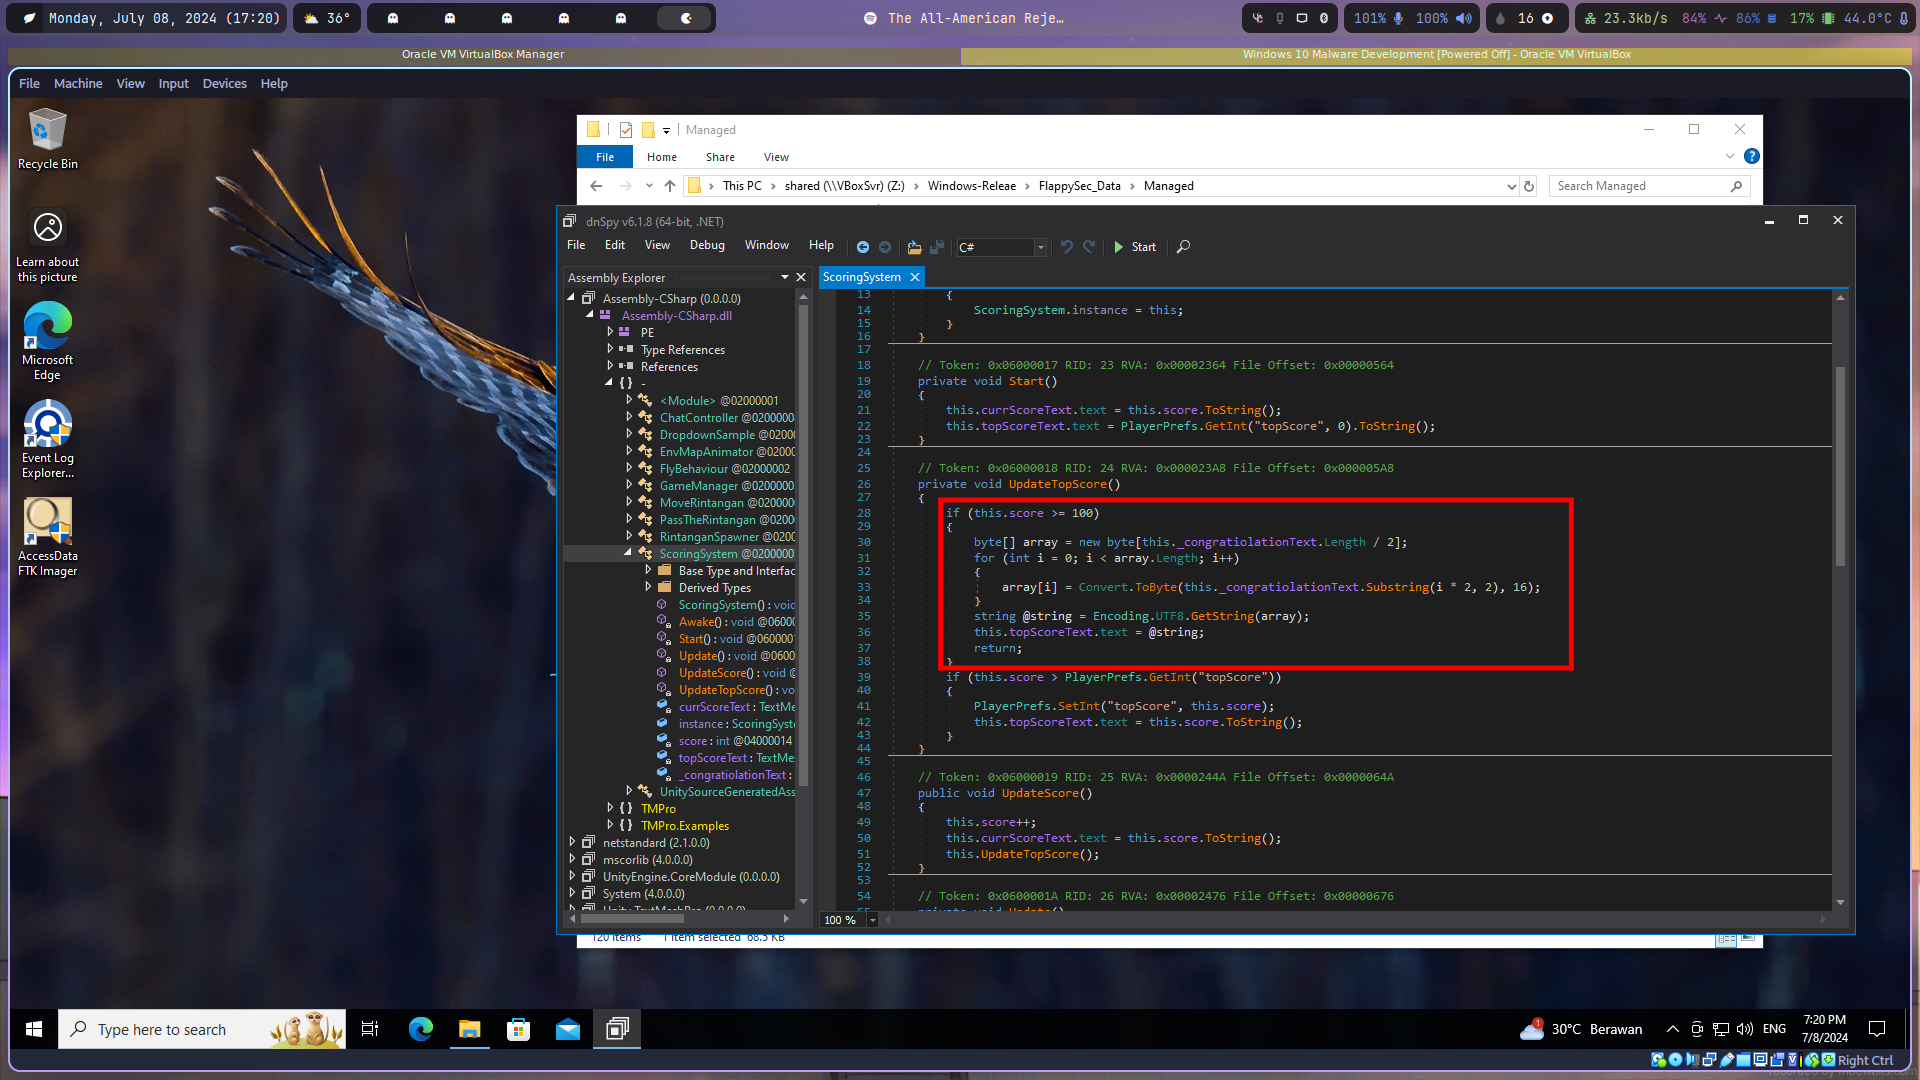 Monday, July 08, 2024 (17:20)
36°
The All-American Reje…
101%
100%
16
23.3kb/s
84%
86%
17%
44.0°C
Oracle VM VirtualBox Manager
Windows 10 Malware Development [Powered Off] - Oracle VM VirtualBox
File Machine View Input Devices Help
Recycle Bin
Learn about
this picture
Microsoft
Edge
Event Log
Explorer...
AccessData
FTK Imager
Managed
File Home Share View
This PC > shared (\\VBoxSvr) (Z:) > Windows-Releae > FlappySec_Data > Managed
Search Managed
dnSpy v6.1.8 (64-bit, .NET)
File Edit View Debug Window Help
C#
Start
Assembly Explorer
Assembly-CSharp (0.0.0.0)
Assembly-CSharp.dll
PE
Type References
References
{ } -
<Module> @02000001
ChatController @0200000
DropdownSample @0200
EnvMapAnimator @0200
FlyBehaviour @02000002
GameManager @020000
MoveRintangan @020000
PassTheRintangan @0200
RintanganSpawner @0200
ScoringSystem @0200000
Base Type and Interfac
Derived Types
ScoringSystem() : void
Awake() : void @0600
Start() : void @060001
Update() : void @0600
UpdateScore() : void @
UpdateTopScore() : vo
currScoreText : TextMe
instance : ScoringSyste
score : int @04000014
topScoreText : TextMe
_congratiolationText :
UnitySourceGeneratedAss
{ } TMPro
{ } TMPro.Examples
netstandard (2.1.0.0)
mscorlib (4.0.0.0)
UnityEngine.CoreModule (0.0.0.0)
System (4.0.0.0)
Unity.TextMeshPro (0.0.0.0)
ScoringSystem
13 {
14 ScoringSystem.instance = this;
15 }
16 }
17
18 // Token: 0x06000017 RID: 23 RVA: 0x00002364 File Offset: 0x00000564
19 private void Start()
20 {
21 this.currScoreText.text = this.score.ToString();
22 this.topScoreText.text = PlayerPrefs.GetInt("topScore", 0).ToString();
23 }
24
25 // Token: 0x06000018 RID: 24 RVA: 0x000023A8 File Offset: 0x000005A8
26 private void UpdateTopScore()
27 {
28 if (this.score >= 100)
29 {
30 byte[] array = new byte[this._congratiolationText.Length / 2];
31 for (int i = 0; i < array.Length; i++)
32 {
33 array[i] = Convert.ToByte(this._congratiolationText.Substring(i * 2, 2), 16);
34 }
35 string @string = Encoding.UTF8.GetString(array);
36 this.topScoreText.text = @string;
37 return;
38 }
39 if (this.score > PlayerPrefs.GetInt("topScore"))
40 {
41 PlayerPrefs.SetInt("topScore", this.score);
42 this.topScoreText.text = this.score.ToString();
43 }
44 }
45
46 // Token: 0x06000019 RID: 25 RVA: 0x0000244A File Offset: 0x0000064A
47 public void UpdateScore()
48 {
49 this.score++;
50 this.currScoreText.text = this.score.ToString();
51 this.UpdateTopScore();
52 }
53
54 // Token: 0x0600001A RID: 26 RVA: 0x00002476 File Offset: 0x00000676
55 private void Update()
100 %
120 items 1 item selected 68.5 KB
Type here to search
30°C Berawan
ENG
7:20 PM
7/8/2024
1
Right Ctrl